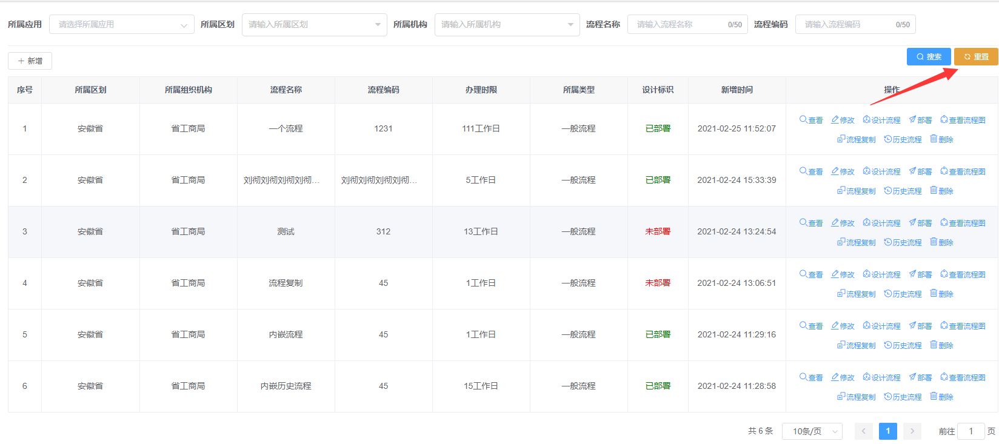 所属应用 请选择所属应用 所属区划 请输入所属区划 所属机构 请输入所属机构 流程名称 请输入流程名称 0/50 流程编码 请输入流程编码 0/50
新增 搜索 重置
序号 所属区划 所属组织机构 流程名称 流程编码 办理时限 所属类型 设计标识 新增时间 操作
1 安徽省 省工商局 一个流程 1231 111工作日 一般流程 已部署 2021-02-25 11:52:07 查看 修改 设计流程 部署 查看流程图
流程复制 历史流程 删除
2 安徽省 省工商局 刘彻刘彻刘彻刘彻... 刘彻刘彻刘彻刘彻... 5工作日 一般流程 已部署 2021-02-24 15:33:39 查看 修改 设计流程 部署 查看流程图
流程复制 历史流程 删除
3 安徽省 省工商局 测试 312 13工作日 一般流程 未部署 2021-02-24 13:24:54 查看 修改 设计流程 部署 查看流程图
流程复制 历史流程 删除
4 安徽省 省工商局 流程复制 45 1工作日 一般流程 未部署 2021-02-24 13:06:51 查看 修改 设计流程 部署 查看流程图
流程复制 历史流程 删除
5 安徽省 省工商局 内嵌流程 45 1工作日 一般流程 已部署 2021-02-24 11:29:16 查看 修改 设计流程 部署 查看流程图
流程复制 历史流程 删除
6 安徽省 省工商局 内嵌历史流程 45 15工作日 一般流程 已部署 2021-02-24 11:28:58 查看 修改 设计流程 部署 查看流程图
流程复制 历史流程 删除
共 6 条 10条/页 1 前往 1 页